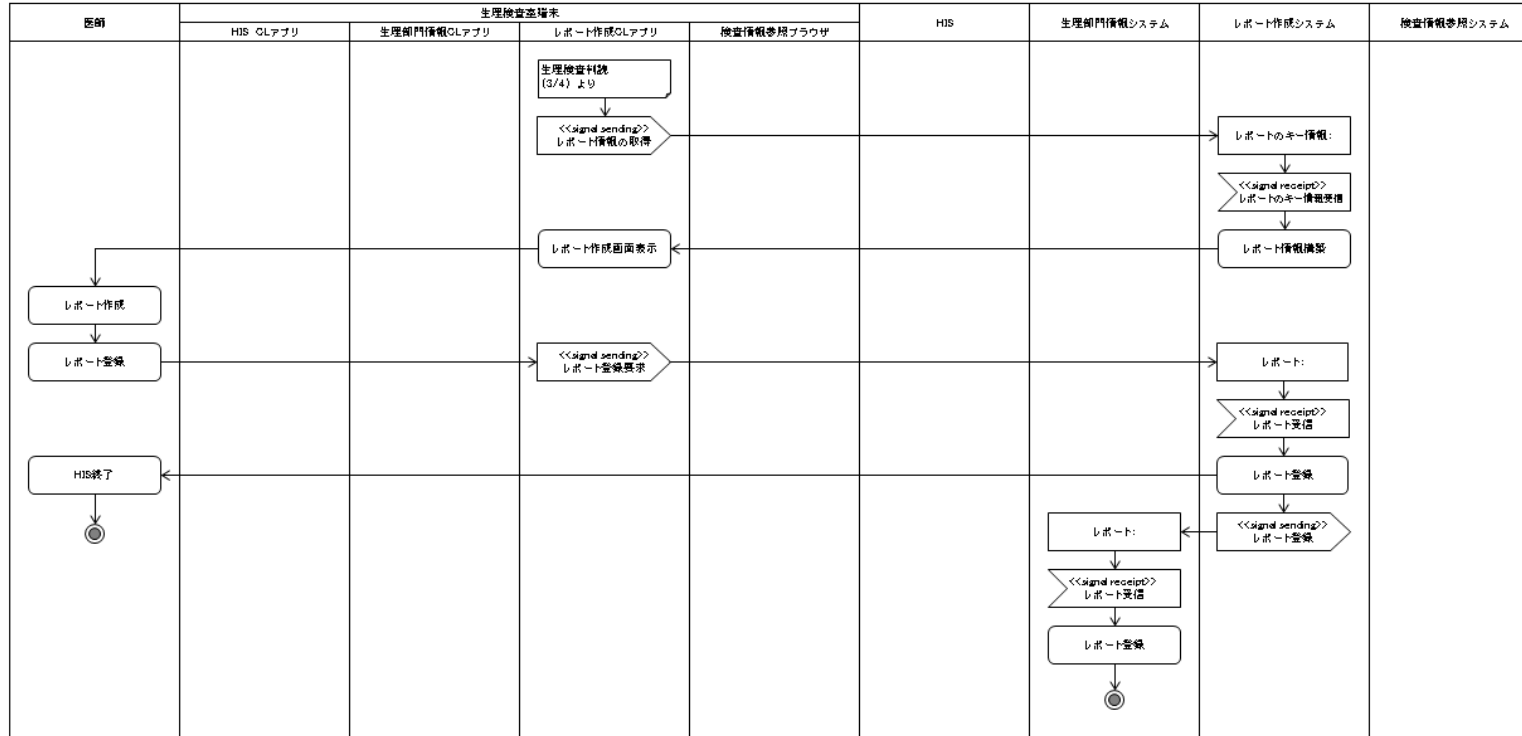 医師
生理検査室端末
HIS CLアプリ
生理部門情報CLアプリ
レポート作成CLアプリ
検査情報参照ブラウザ
HIS
生理部門情報システム
レポート作成システム
検査情報参照システム
生理検査判読
(3/4) より
<<signal sending>>
レポート情報の取得
レポートのキー情報:
<<signal receipt>>
レポートのキー情報受信
レポート作成画面表示
レポート情報構築
レポート作成
レポート登録
<<signal sending>>
レポート登録要求
レポート:
<<signal receipt>>
レポート受信
HIS終了
レポート登録
レポート:
<<signal sending>>
レポート登録
<<signal receipt>>
レポート受信
レポート登録